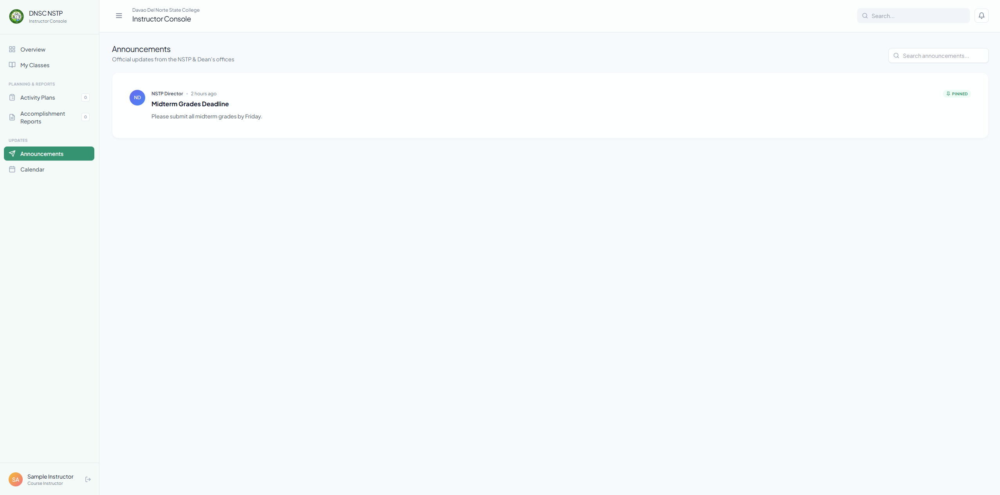 DNSC NSTP
Instructor Console
Overview
My Classes
PLANNING & REPORTS
Activity Plans
0
Accomplishment
Reports
0
UPDATES
Announcements
Calendar
SA
Sample Instructor
Course Instructor
Davao Del Norte State College
Instructor Console
Search...
Announcements
Official updates from the NSTP & Dean's offices
Search announcements...
ND
NSTP Director • 2 hours ago
PINNED
Midterm Grades Deadline
Please submit all midterm grades by Friday.